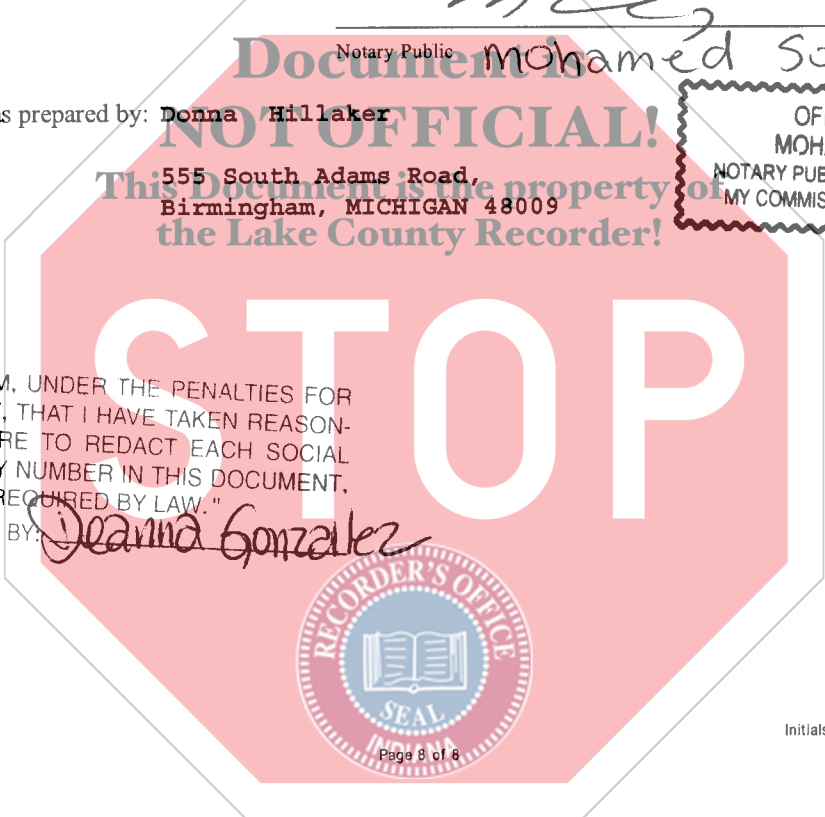 Document is
Notary Public Mohamed
NOT OFFICIAL!
s prepared by: Donna Hillaker
OF
MOHA
NOTARY PUB
MY COMMIS
This Document is the property of
555 South Adams Road,
Birmingham, MICHIGAN 48009
the Lake County Recorder!
STOP
M, UNDER THE PENALTIES FOR
, THAT I HAVE TAKEN REASON-
RE TO REDACT EACH SOCIAL
Y NUMBER IN THIS DOCUMENT,
REQUIRED BY LAW."
BY: Deanna Gonzalez
RECORDER'S OFFICE
SEAL
INDIANA
Initials
Page 8 of 8